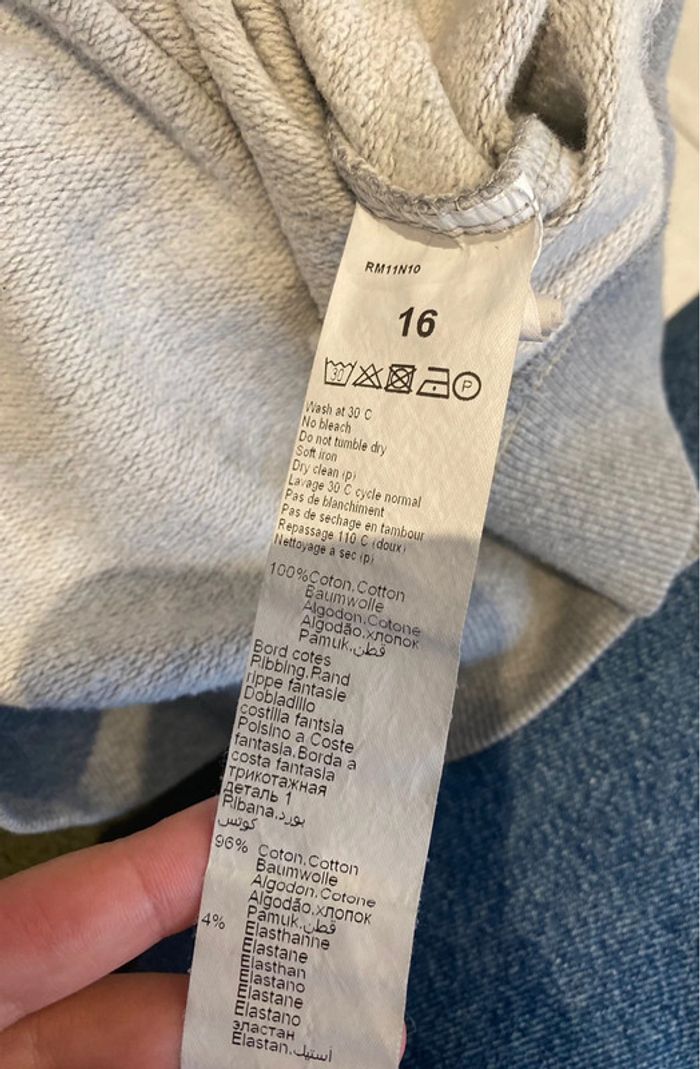 RM11N10
16
30 P
Wash at 30 C
No bleach
Do not tumble dry
Soft iron
Dry clean (p)
Lavage 30 C cycle normal
Pas de blanchiment
Pas de sechage en tambour
Repassage 110 C (doux)
Nettoyage a sec (p)
100%Coton.Cotton
Baumwolle
Algodon.Cotone
Algodão.хлопок
Pamuk.قطن
Bord cotes
Ribbing.Rand
rippe fantasie
Dobladillo
costilla fantsia
Polsino a Coste
fantasia.Borda a
costa fantasia
трикотажная
деталь 1
Ribana.بورد
كوتس
96% Coton.Cotton
Baumwolle
Algodon.Cotone
Algodão.хлопок
Pamuk.قطن
4% Elasthanne
Elastane
Elasthan
Elastano
Elastane
Elastano
эластан
Elastan.أستيك